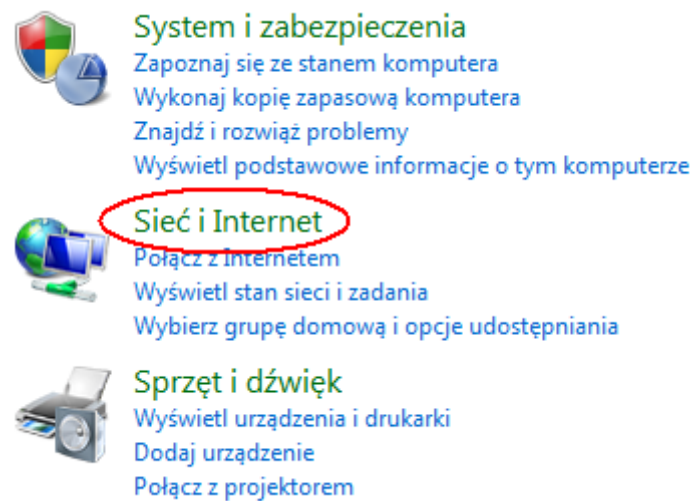 System i zabezpieczenia
Zapoznaj się ze stanem komputera
Wykonaj kopię zapasową komputera
Znajdź i rozwiąż problemy
Wyświetl podstawowe informacje o tym komputerze
Sieć i Internet
Połącz z Internetem
Wyświetl stan sieci i zadania
Wybierz grupę domową i opcje udostępniania
Sprzęt i dźwięk
Wyświetl urządzenia i drukarki
Dodaj urządzenie
Połącz z projektorem